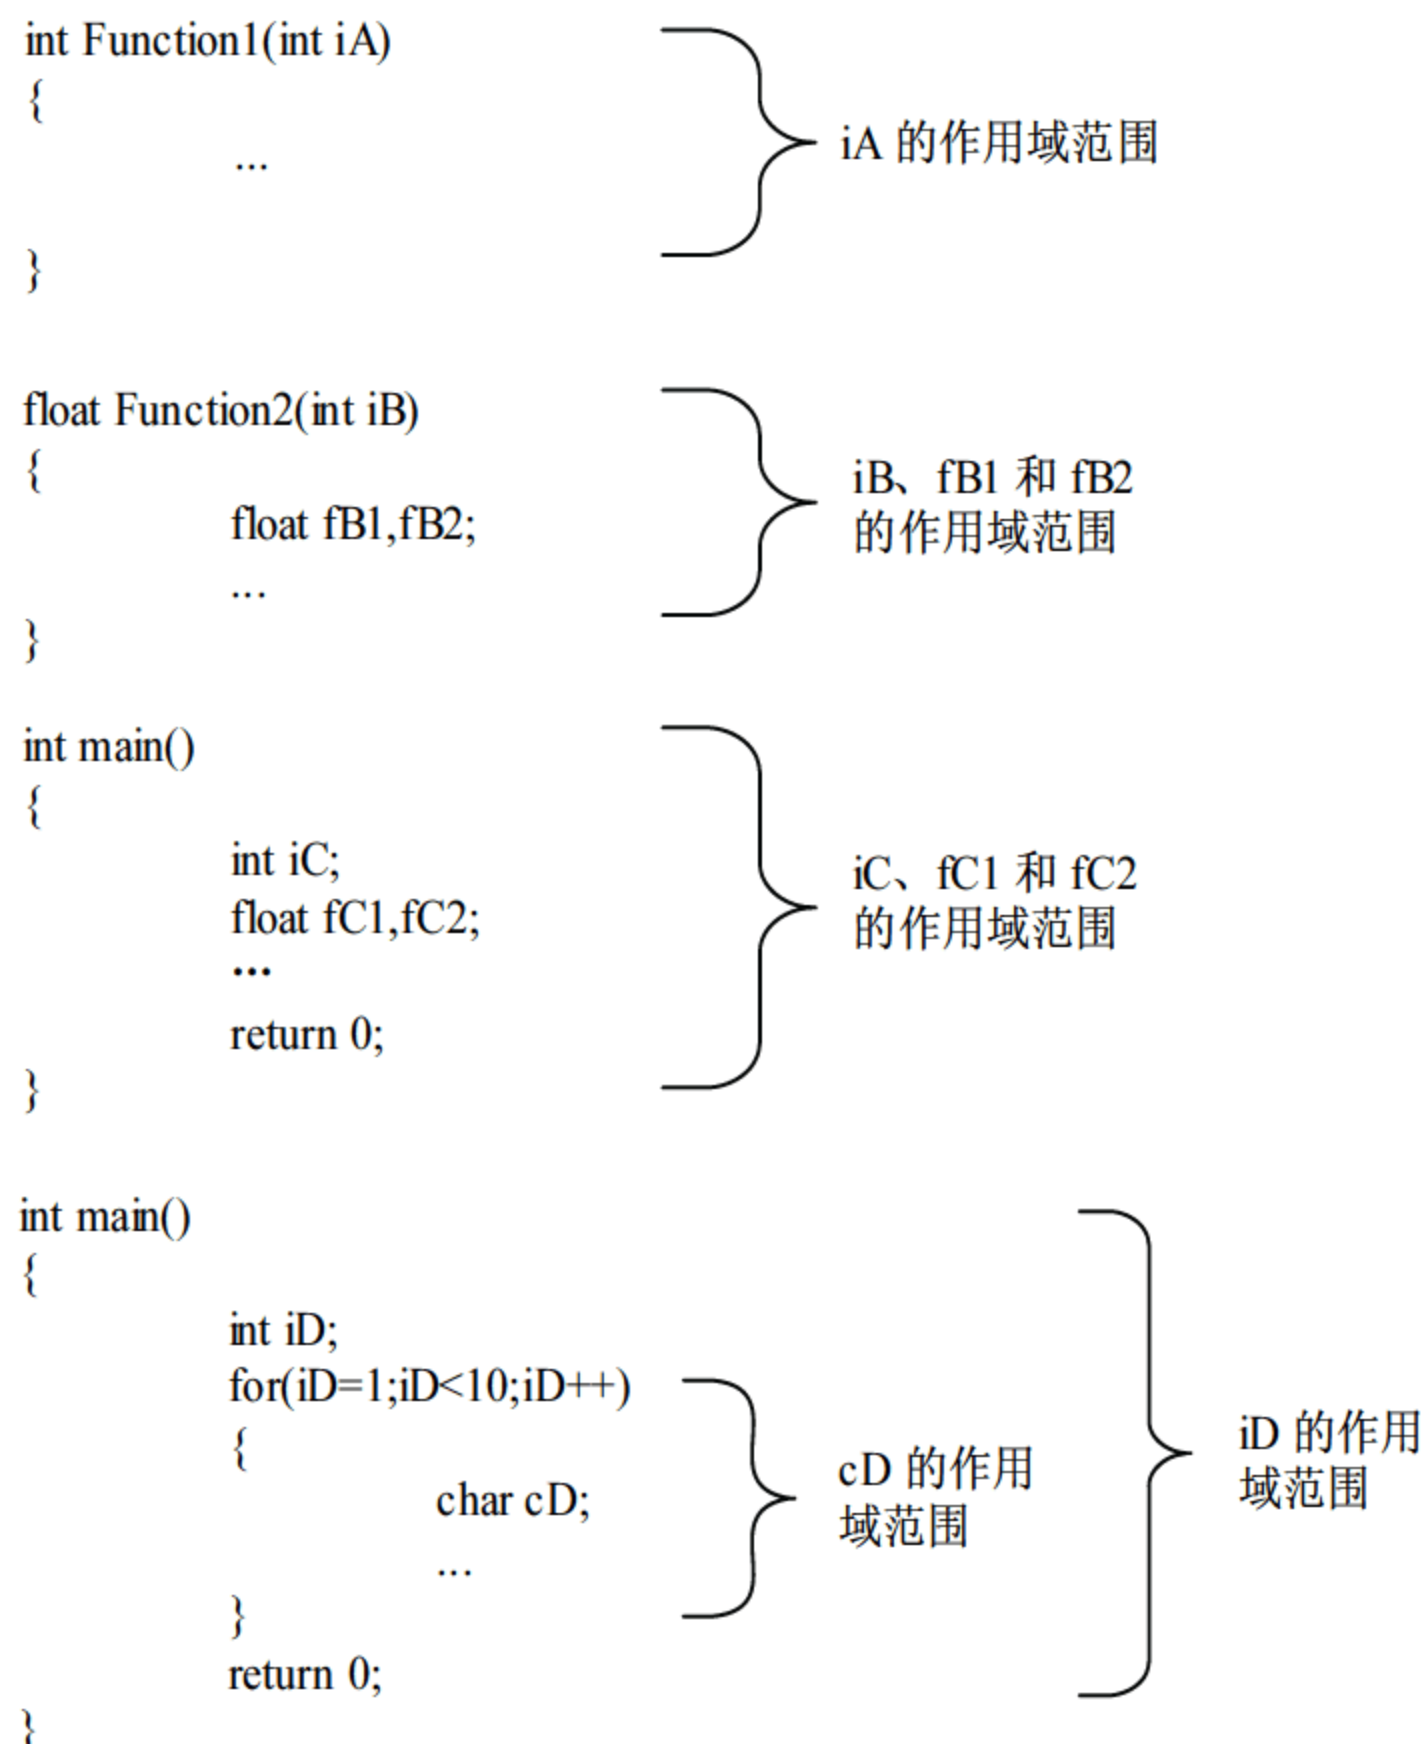 int Function1(int iA)
{
...
iA 的作用域范围
}
float Function2(int iB)
{
float fB1,fB2;
...
}
iB、fB1 和 fB2
的作用域范围
int main()
{
int iC;
float fC1,fC2;
...
return 0;
}
iC、fC1 和 fC2
的作用域范围
int main()
{
int iD;
for(iD=1;iD<10;iD++)
{
char cD;
...
}
return 0;
}
cD 的作用
域范围
iD 的作用
域范围